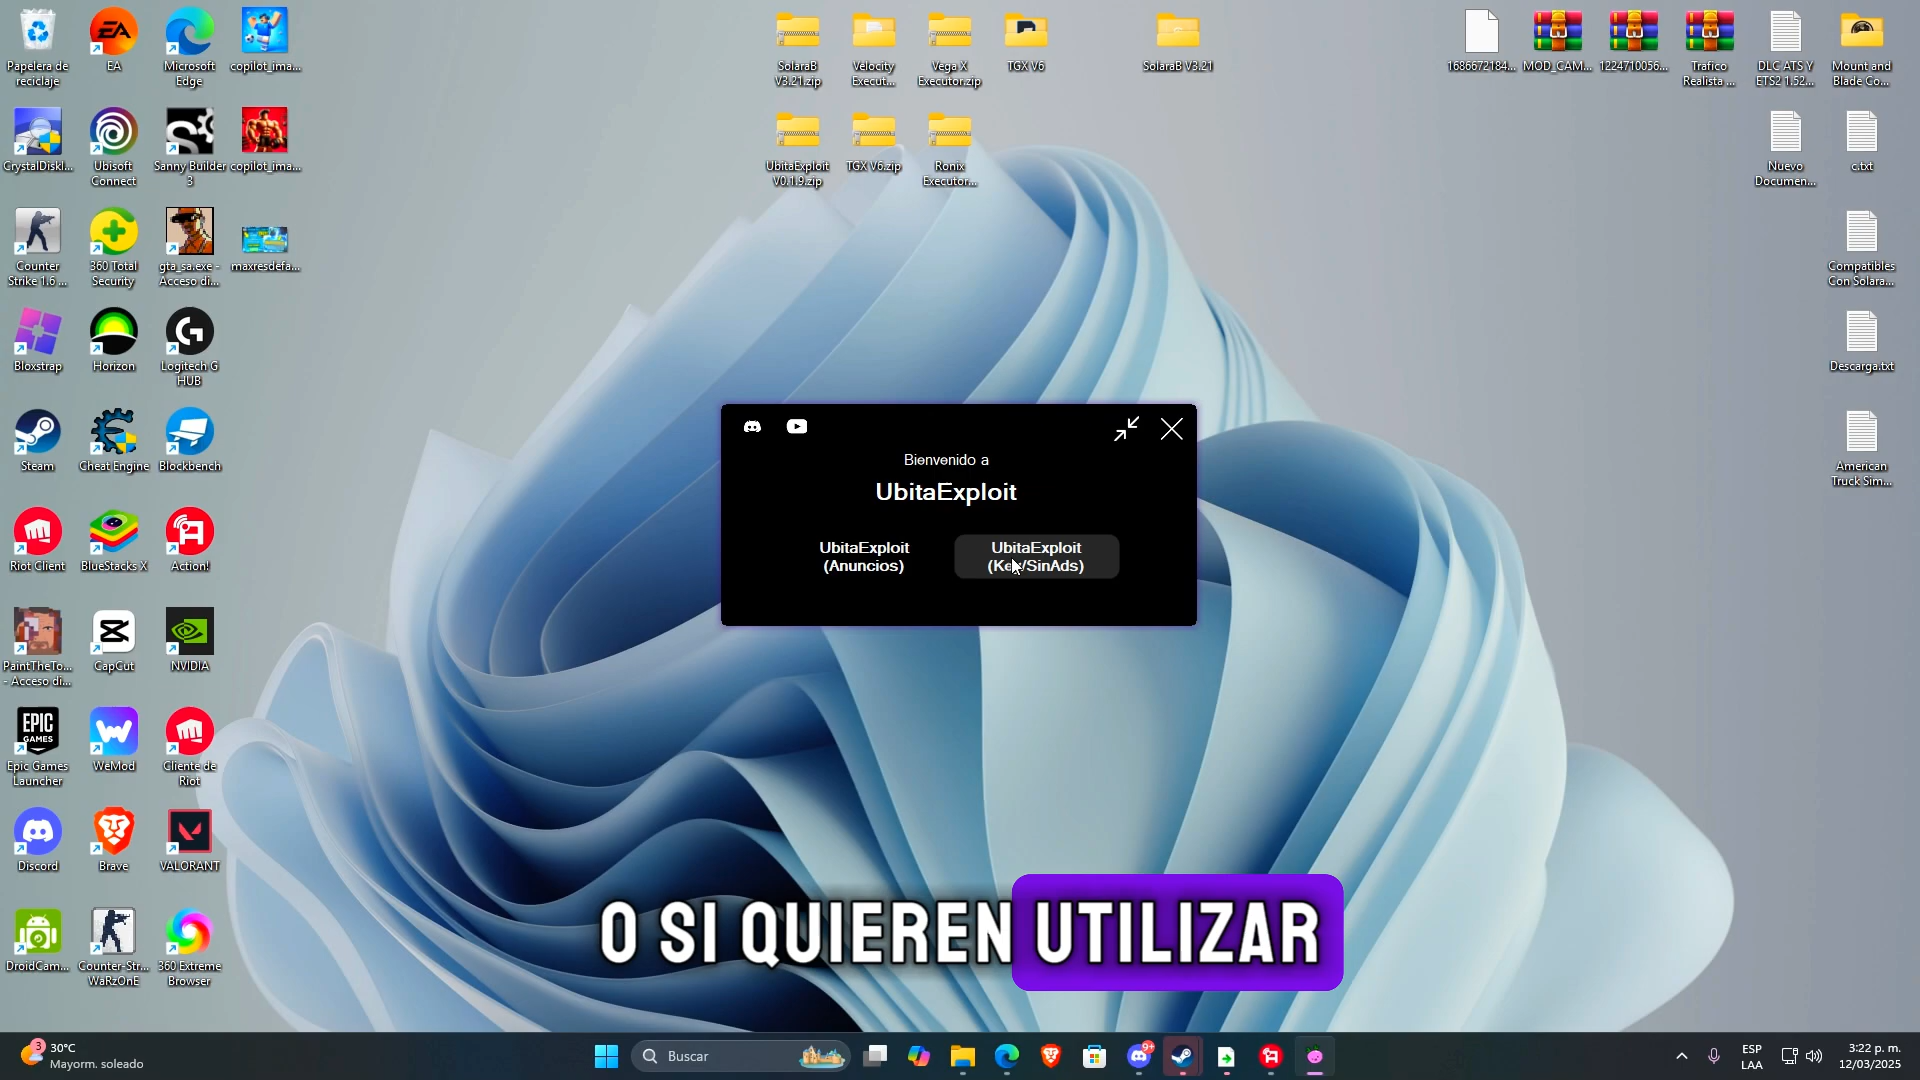 Papelera de
reciclaje
EA
Microsoft
Edge
copilot_ima...
SolaraB
V3.21.zip
Velocity
Execut...
Vega X
Executor.zip
TGX V6
SolaraB V3.21
1686672184...
MOD_CAM...
1224710056...
Trafico
Realista ...
DLC ATS Y
ETS2 1.52...
Mount and
Blade Co...
CrystalDiskI...
Ubisoft
Connect
Sanny Builder
3
copilot_ima...
UbitaExploit
V0.1.9.zip
TGX V6.zip
Ronix
Executor...
Nuevo
Documen...
c.txt
Counter
Strike 1.6 ...
360 Total
Security
gta_sa.exe -
Acceso di...
maxresdefa...
Compatibles
Con Solara...
Bloxstrap
Horizon
Logitech G
HUB
Descarga.txt
Steam
Cheat Engine
Blockbench
American
Truck Sim...
Bienvenido a
UbitaExploit
UbitaExploit
(Anuncios)
UbitaExploit
(Key/SinAds)
Riot Client
BlueStacks X
Action!
PaintTheTo...
- Acceso di...
CapCut
NVIDIA
EPIC
GAMES
Epic Games
Launcher
WeMod
Cliente de
Riot
Discord
Brave
VALORANT
O SI QUIEREN UTILIZAR
DroidCam...
Counter-Str...
WaRzOnE
360 Extreme
Browser
3
30°C
Mayorm. soleado
Buscar
9+
ESP
LAA
3:22 p. m.
12/03/2025